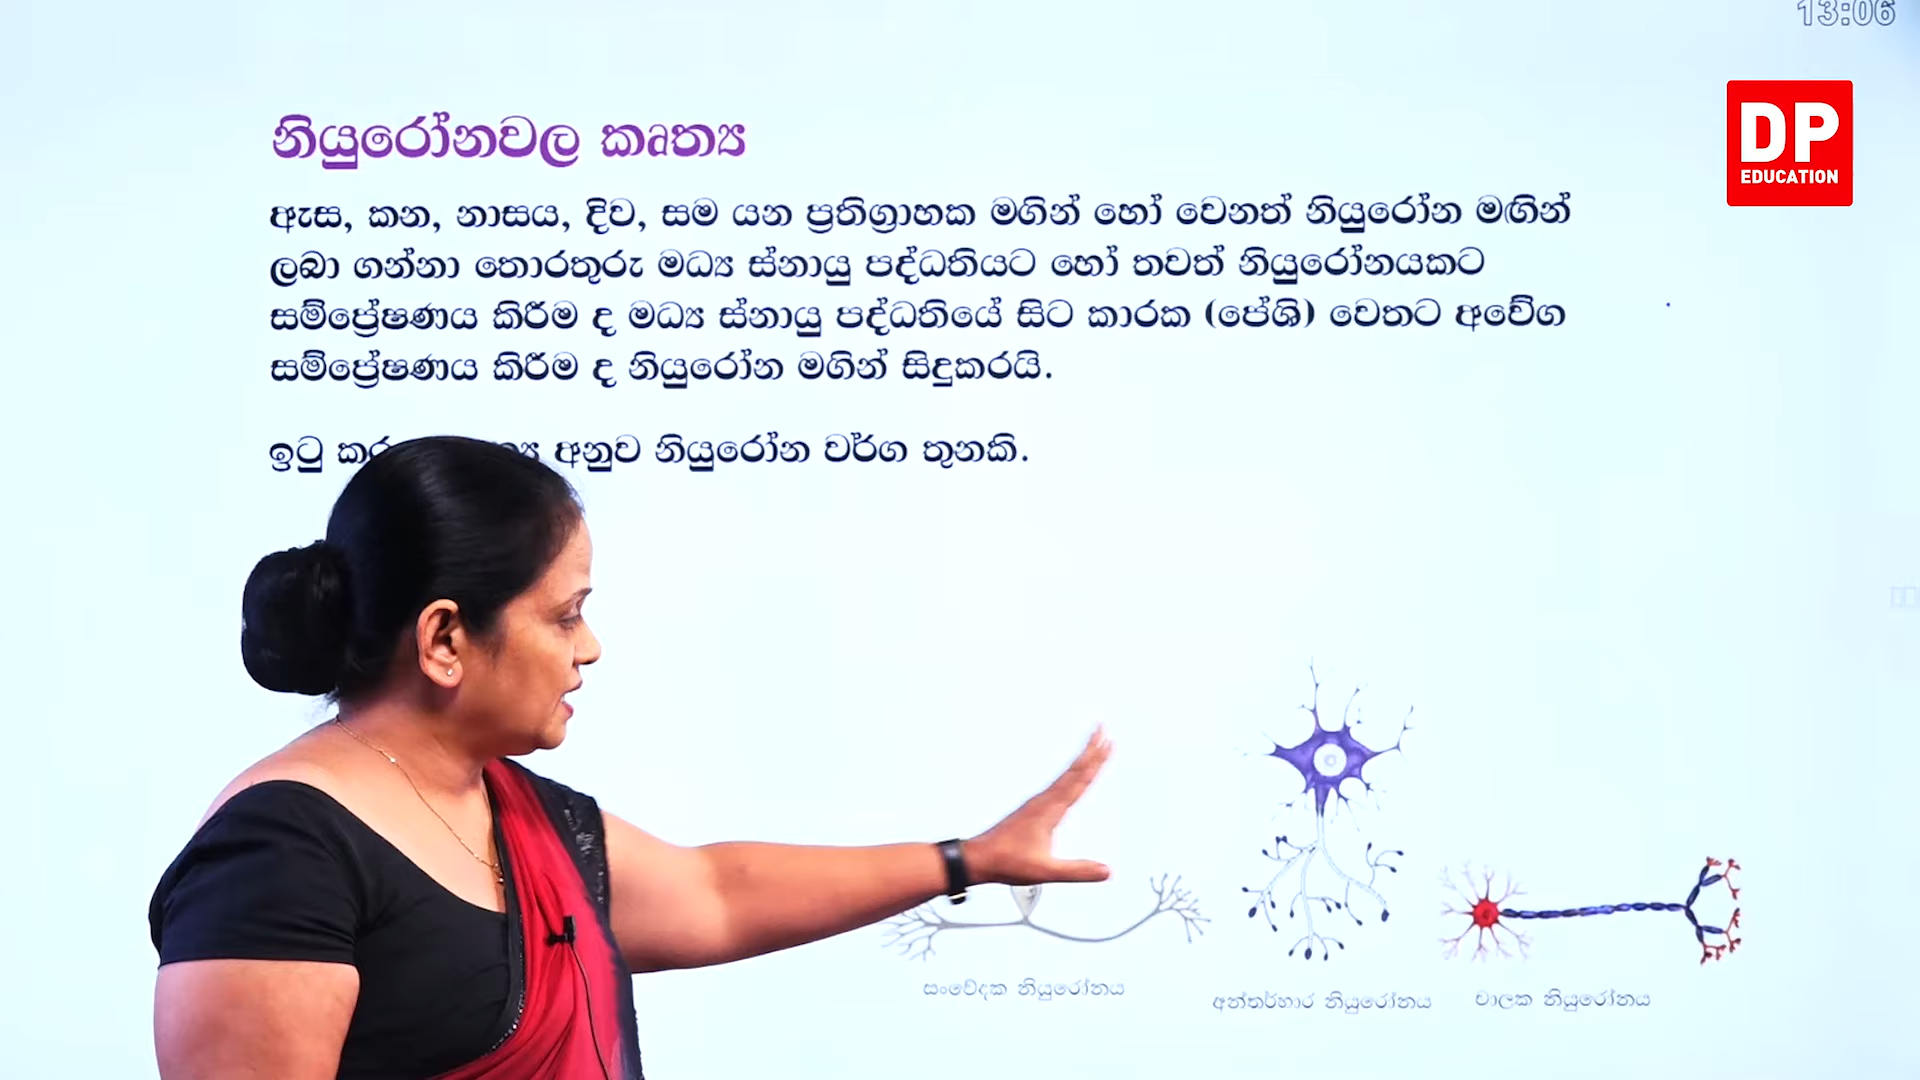 13:06
DP
EDUCATION
නියුරෝනවල කෘත්‍ය
ඇස, කන, නාසය, දිව, සම යන ප්‍රතිග්‍රාහක මගින් හෝ වෙනත් නියුරෝන මඟින්
ලබා ගන්නා තොරතුරු මධ්‍ය ස්නායු පද්ධතියට හෝ තවත් නියුරෝනයකට
සම්ප්‍රේෂණය කිරීම ද මධ්‍ය ස්නායු පද්ධතියේ සිට කාරක (පේශි) වෙතට අවේග
සම්ප්‍රේෂණය කිරීම ද නියුරෝන මගින් සිදුකරයි.
ඉටු අනුව නියුරෝන වර්ග තුනකි.
සංවේදක නියුරෝනය
අන්තර්හාර නියුරෝනය
චාලක නියුරෝනය